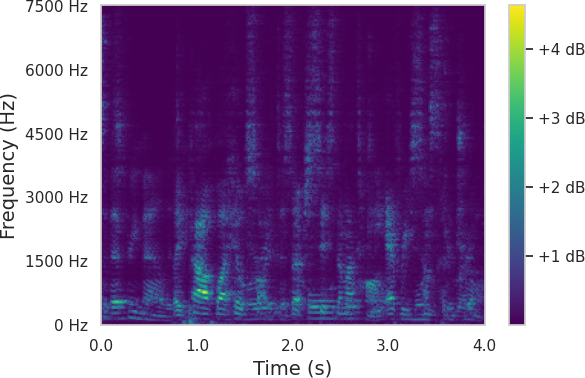 7500 Hz
6000 Hz
4500 Hz
3000 Hz
1500 Hz
0 Hz
Frequency (Hz)
0.0 1.0 2.0 3.0 4.0
Time (s)
+4 dB
+3 dB
+2 dB
+1 dB